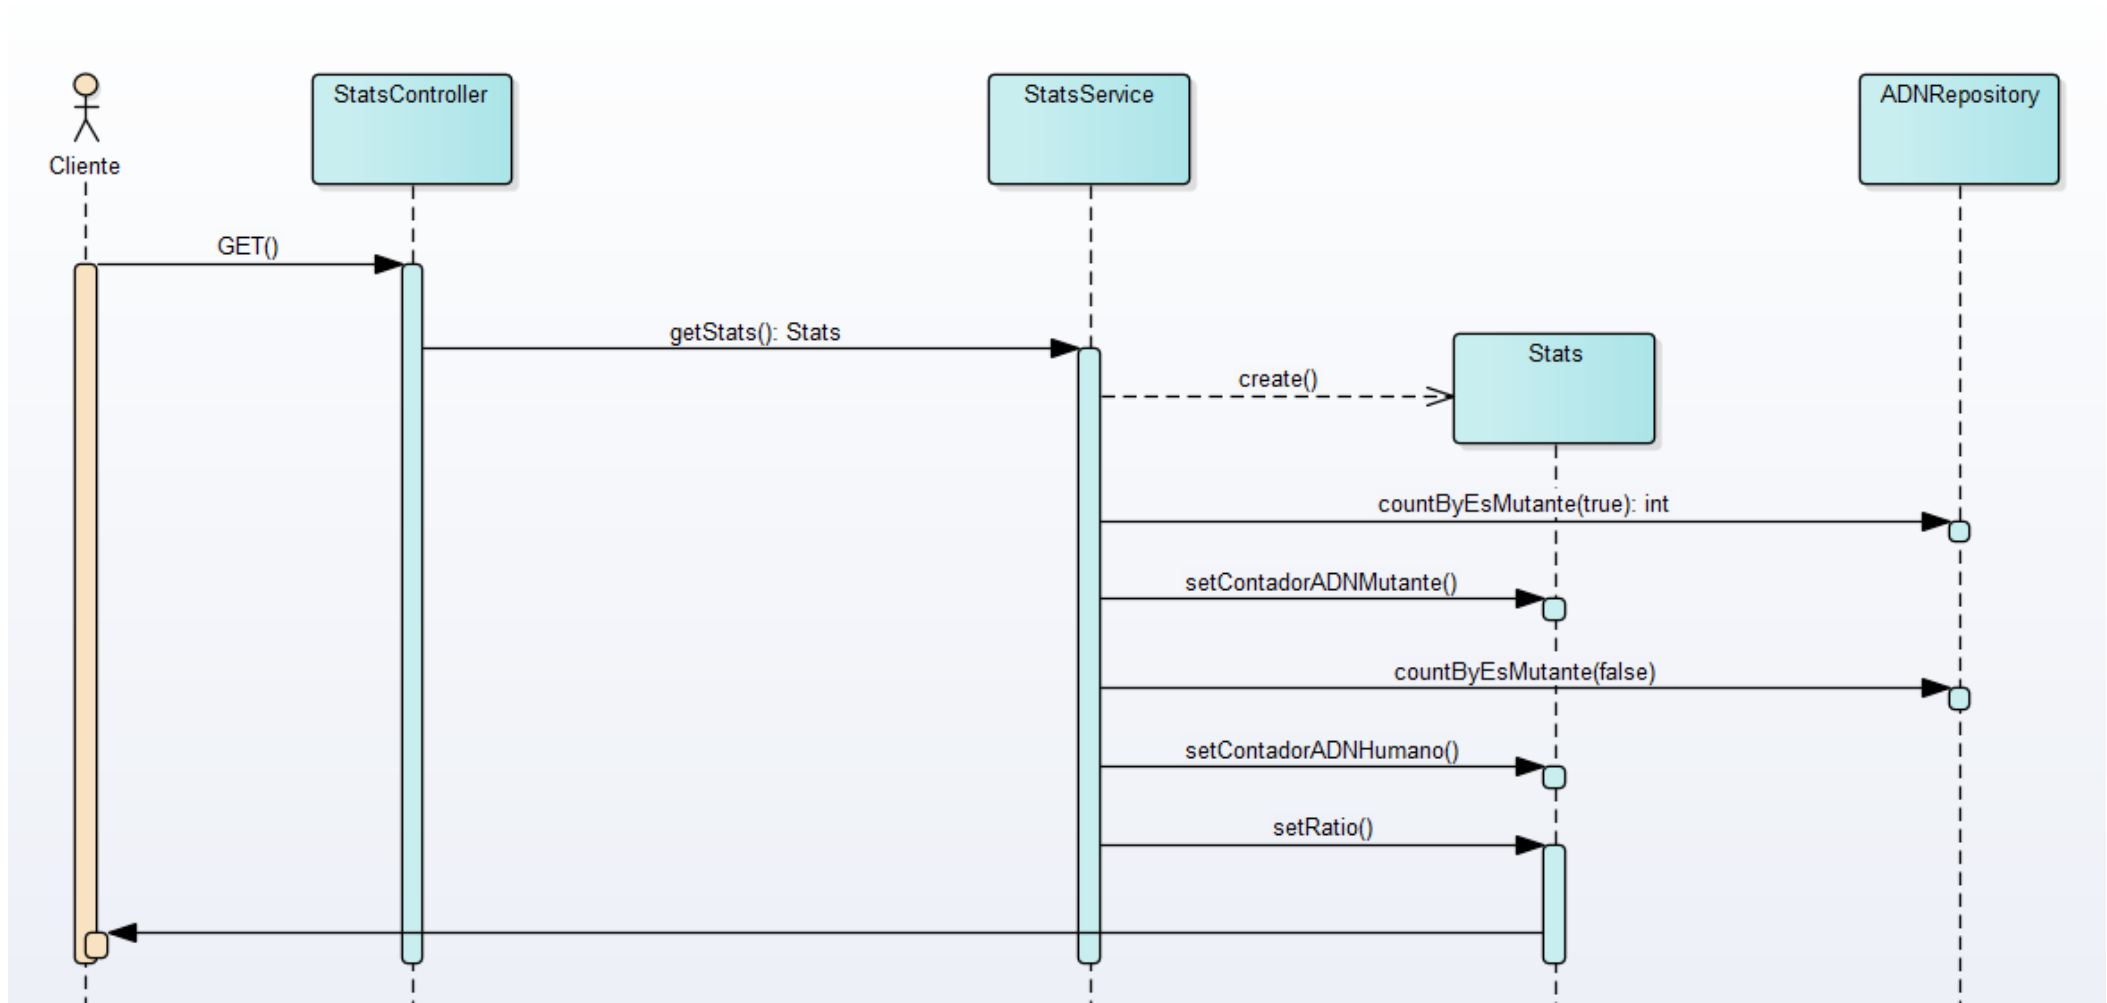 StatsController
StatsService
ADNRepository
Cliente
GET()
getStats(): Stats
Stats
create()
countByEsMutante(true): int
setContadorADNMutante()
countByEsMutante(false)
setContadorADNHumano()
setRatio()